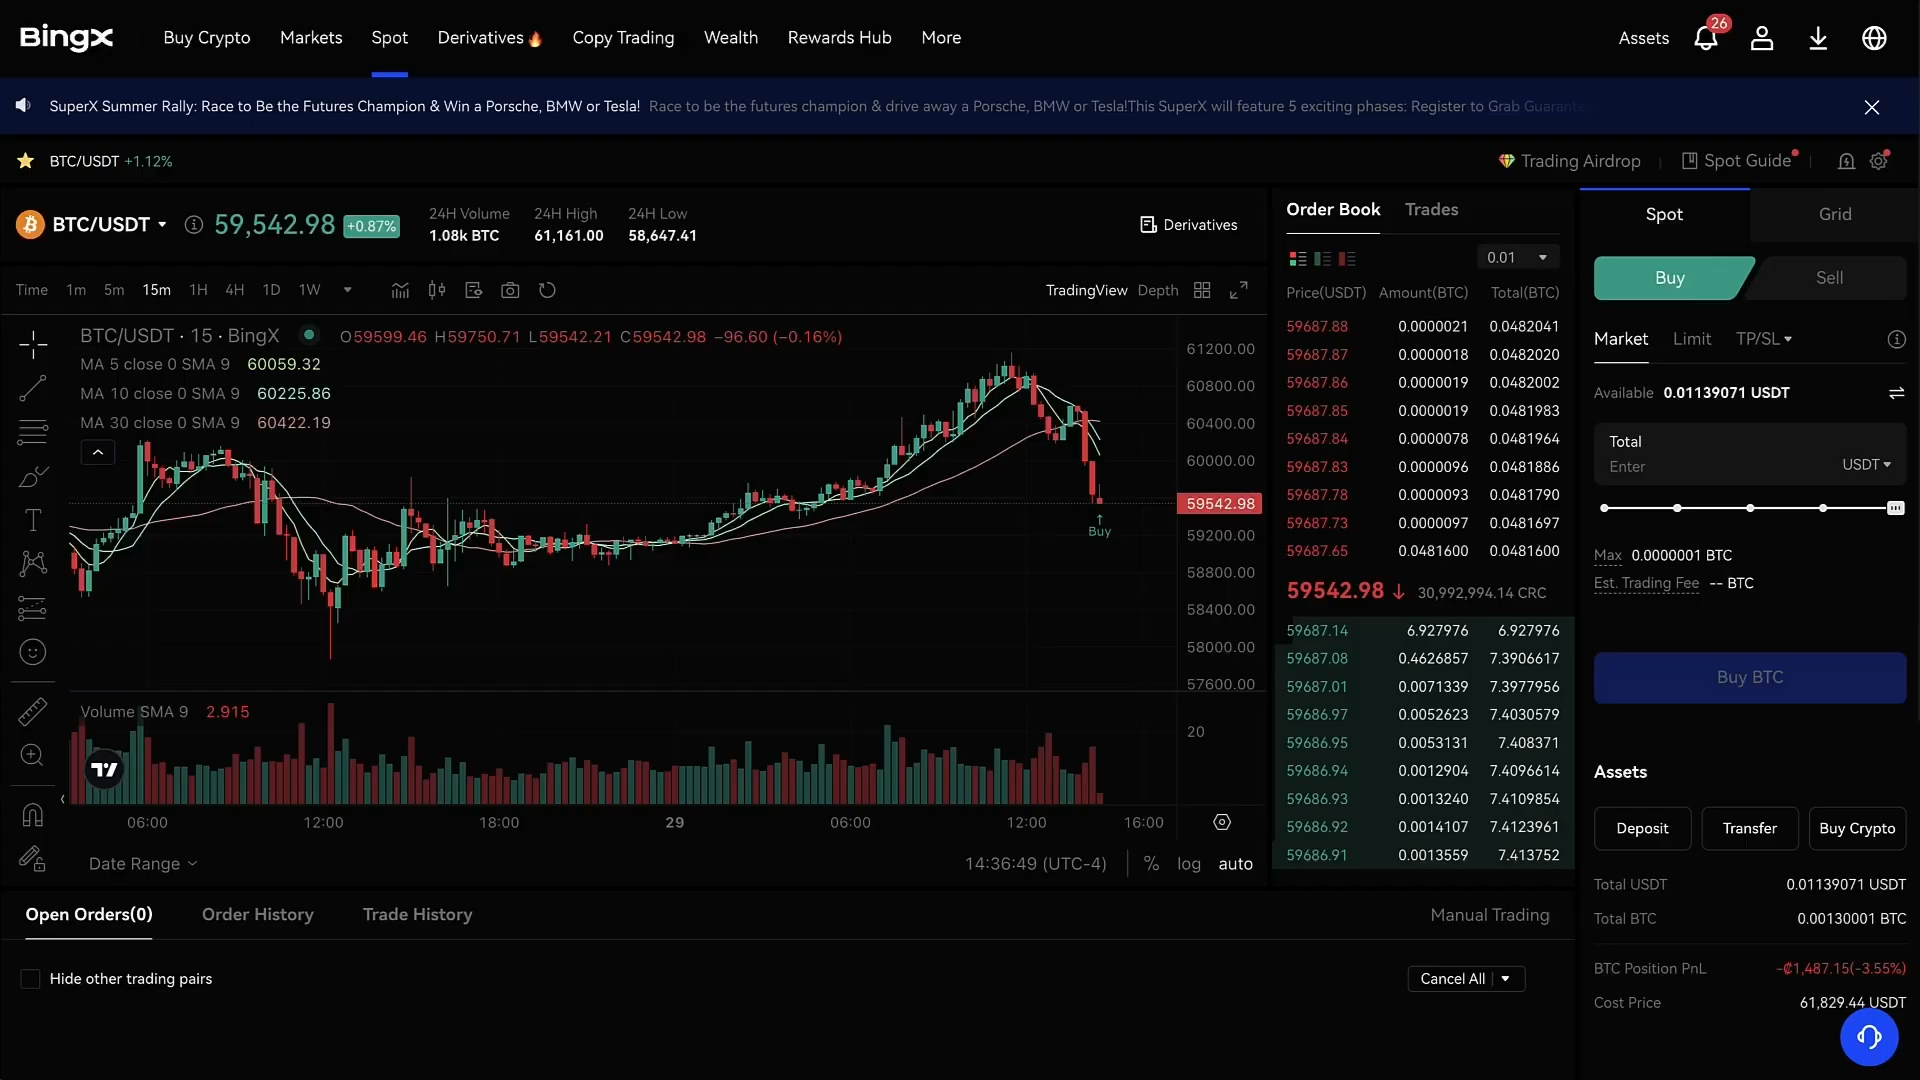 BingX Buy Crypto Markets Spot Derivatives Copy Trading Wealth Rewards Hub More Assets 26
SuperX Summer Rally: Race to Be the Futures Champion & Win a Porsche, BMW or Tesla! Race to be the futures champion & drive away a Porsche, BMW or Tesla!This SuperX will feature 5 exciting phases: Register to Grab
BTC/USDT +1.12% Trading Airdrop Spot Guide
BTC/USDT 59,542.98 +0.87%
24H Volume 24H High 24H Low
1.08k BTC 61,161.00 58,647.41
Derivatives
Time 1m 5m 15m 1H 4H 1D 1W TradingView Depth
BTC/USDT · 15 · BingX O59599.46 H59750.71 L59542.21 C59542.98 −96.60 (−0.16%)
MA 5 close 0 SMA 9 60059.32
MA 10 close 0 SMA 9 60225.86
MA 30 close 0 SMA 9 60422.19
61200.00
60800.00
60400.00
60000.00
59542.98
59200.00
58800.00
58400.00
58000.00
57600.00
Buy
Volume SMA 9 2.915
20
06:00 12:00 18:00 29 06:00 12:00 16:00
Date Range 14:36:49 (UTC-4) % log auto
Order Book Trades
0.01
Price(USDT) Amount(BTC) Total(BTC)
59687.88 0.0000021 0.0482041
59687.87 0.0000018 0.0482020
59687.86 0.0000019 0.0482002
59687.85 0.0000019 0.0481983
59687.84 0.0000078 0.0481964
59687.83 0.0000096 0.0481886
59687.78 0.0000093 0.0481790
59687.73 0.0000097 0.0481697
59687.65 0.0481600 0.0481600
59542.98 ↓ 30,992,994.14 CRC
59687.14 6.927976 6.927976
59687.08 0.4626857 7.3906617
59687.01 0.0071339 7.3977956
59686.97 0.0052623 7.4030579
59686.95 0.0053131 7.408371
59686.94 0.0012904 7.4096614
59686.93 0.0013240 7.4109854
59686.92 0.0014107 7.4123961
59686.91 0.0013559 7.413752
Spot Grid
Buy Sell
Market Limit TP/SL
Available 0.01139071 USDT
Total
Enter USDT
Max 0.0000001 BTC
Est. Trading Fee -- BTC
Buy BTC
Assets
Deposit Transfer Buy Crypto
Total USDT 0.01139071 USDT
Total BTC 0.00130001 BTC
BTC Position PnL -₡1,487.15(-3.55%)
Cost Price 61,829.44 USDT
Open Orders(0) Order History Trade History Manual Trading
Hide other trading pairs Cancel All